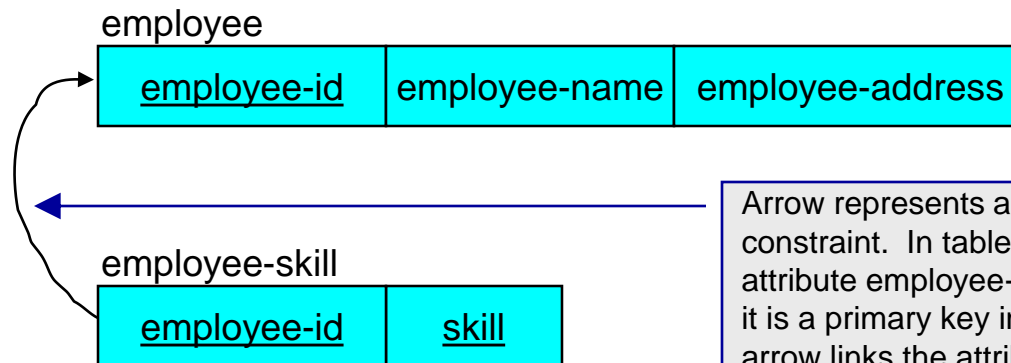 employee
employee-id employee-name employee-address
Arrow represents a
constraint. In table
attribute employee-
it is a primary key in
arrow links the attri
employee-skill
employee-id skill